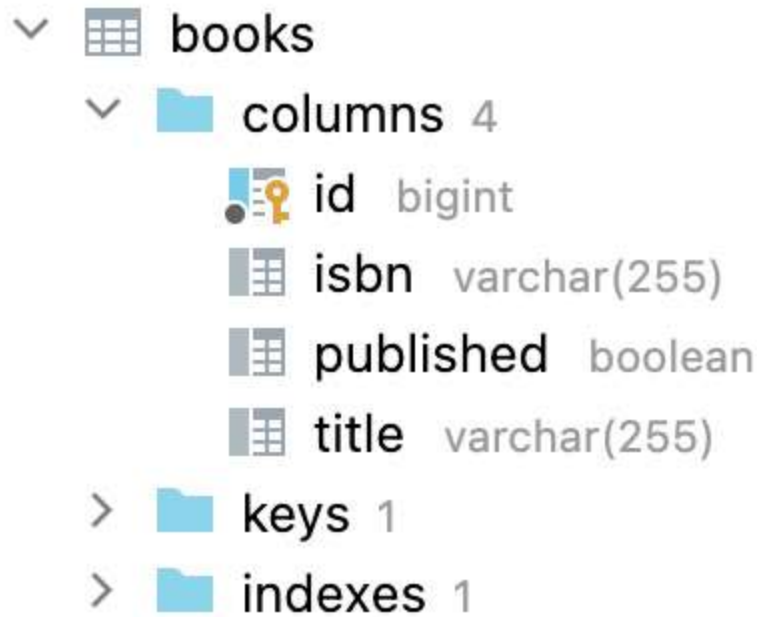 books
columns 4
id bigint
isbn varchar(255)
published boolean
title varchar(255)
keys 1
indexes 1